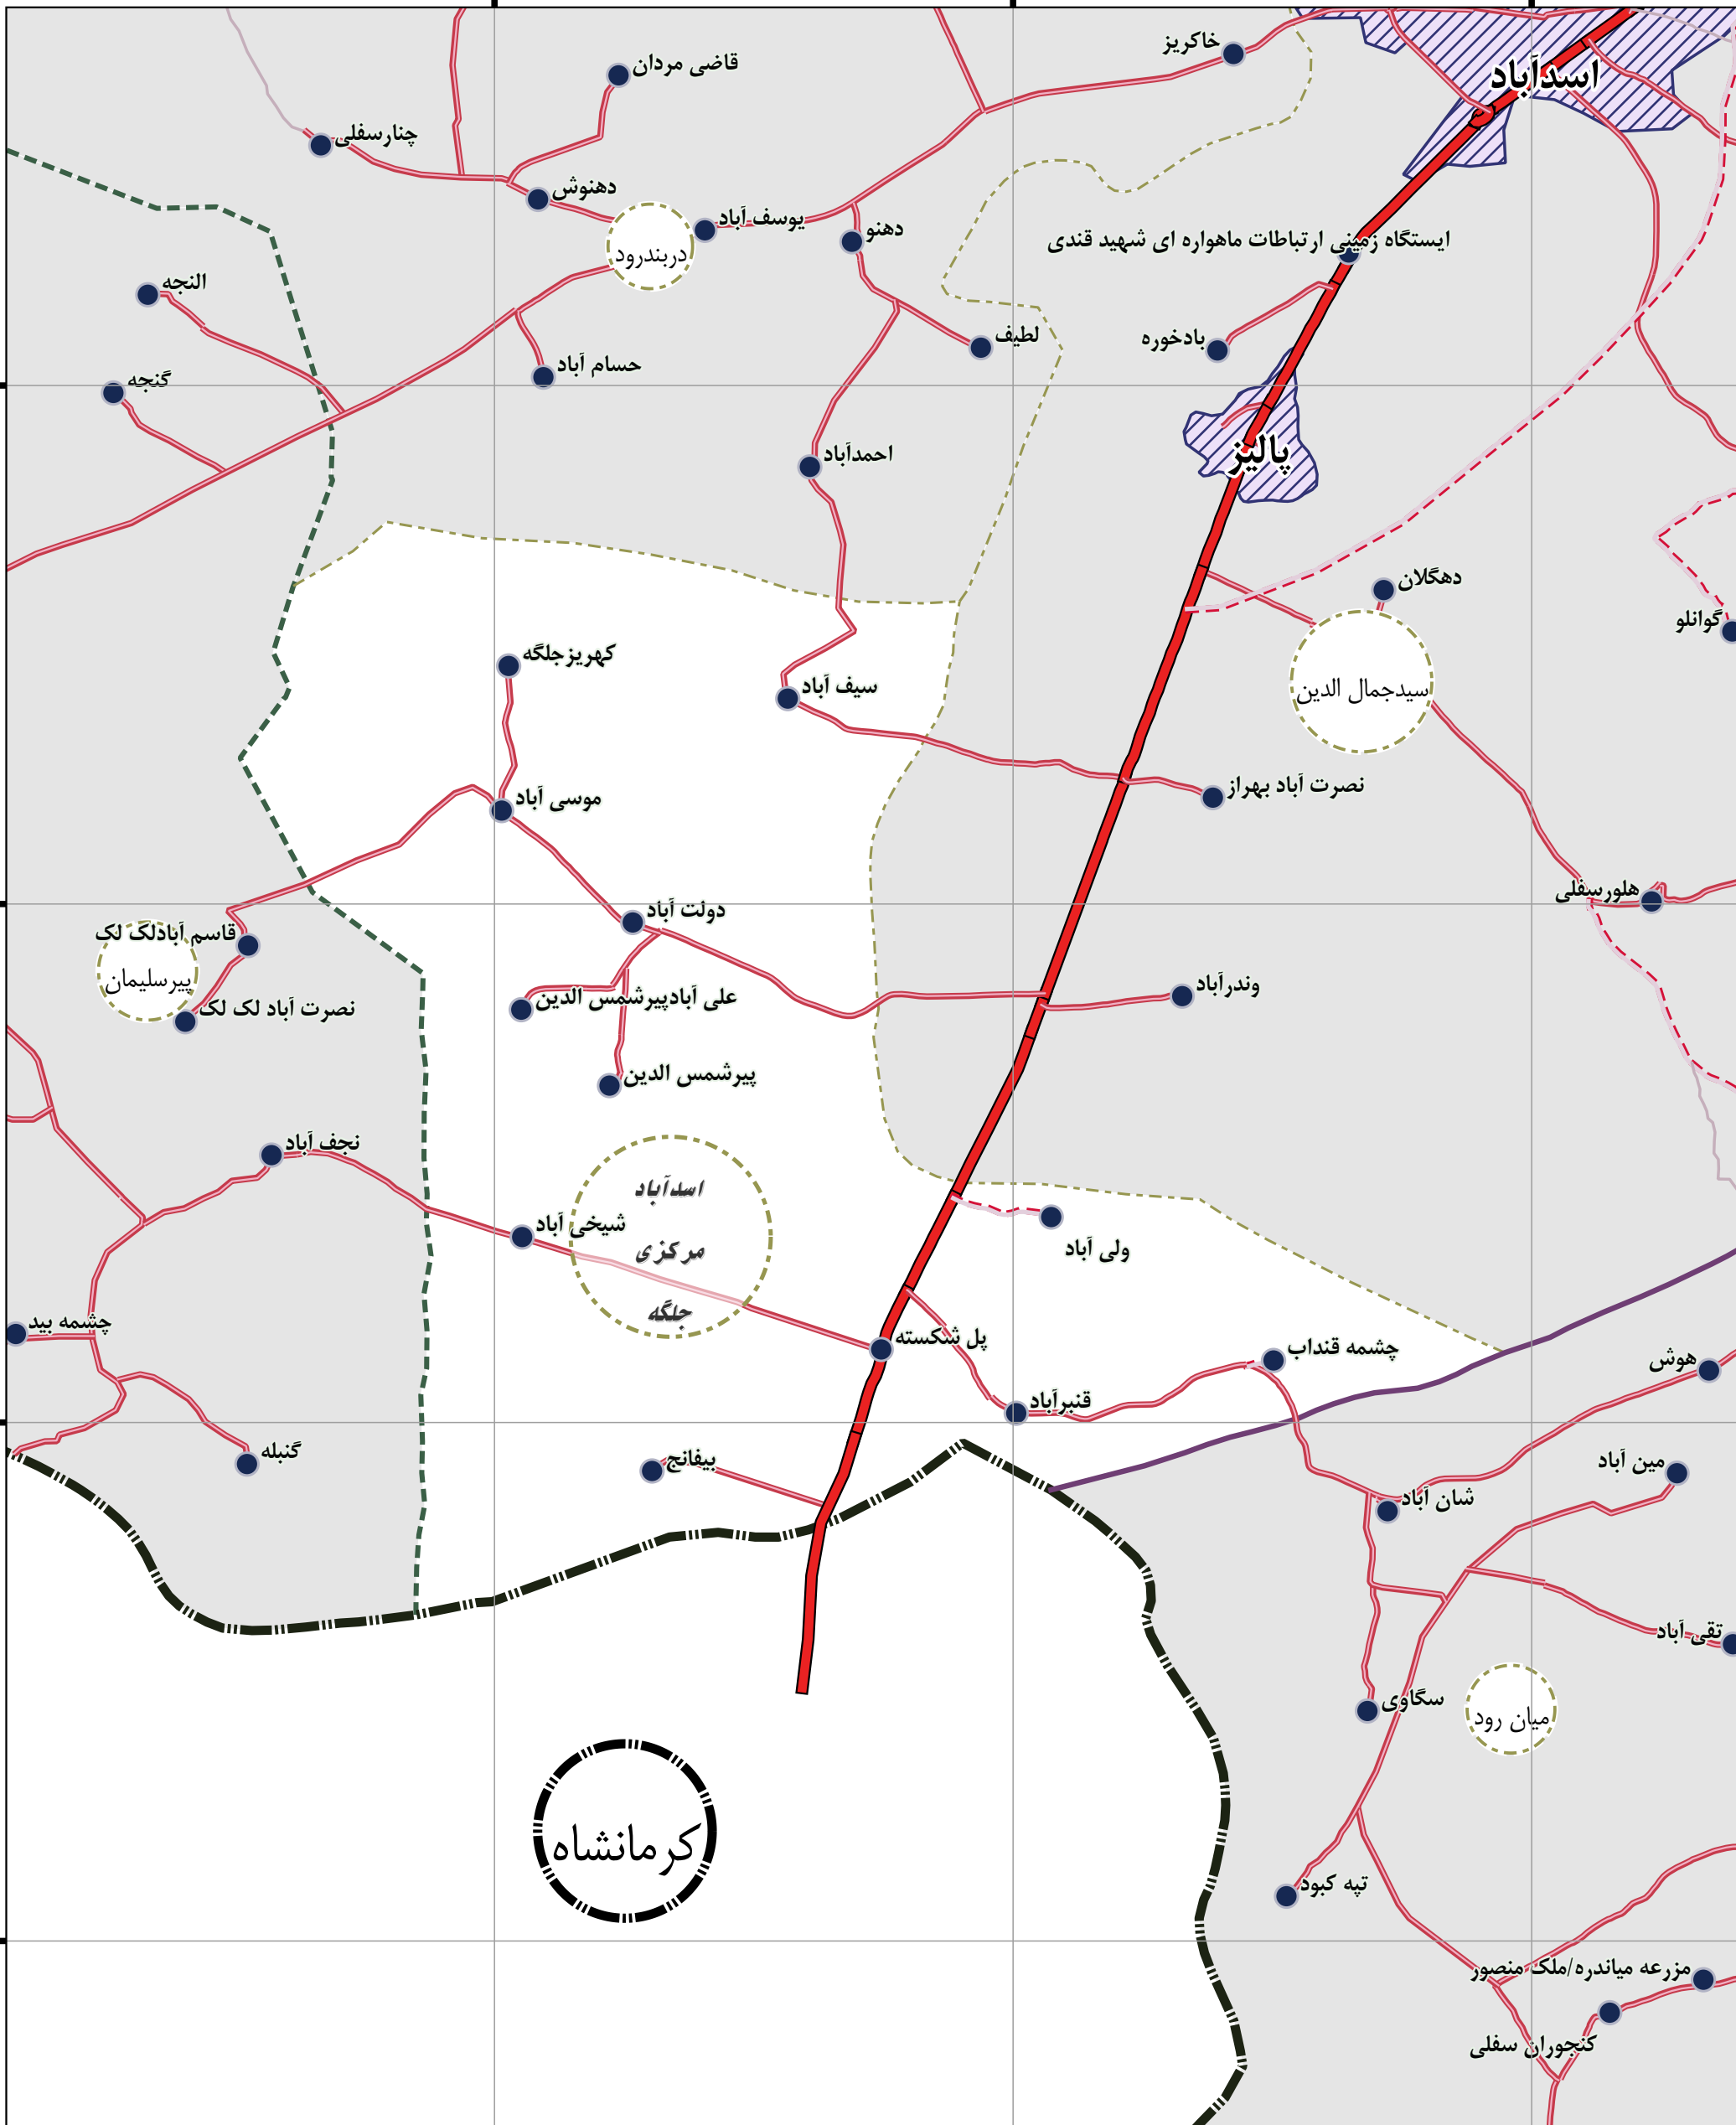 خاکریز
قاضی مردان
اسدآباد
چنارسفلی
دهنوش
یوسف آباد
دهنو
ایستگاه زمینی ارتباطات ماهواره ای شهید قندی
دربندرود
النجه
لطیف
بادخوره
حسام آباد
گنجه
پالیز
احمدآباد
دهگلان
گوانلو
کهریزجلگه
سیف آباد
سیدجمال الدین
نصرت آباد بهراز
موسی آباد
هلورسفلی
دولت آباد
قاسم آبادلک لک
پیرسلیمان
وندرآباد
علی آبادپیرشمس الدین
نصرت آباد لک لک
پیرشمس الدین
نجف آباد
اسدآباد
مرکزی
جلگه
شیخی آباد
ولی آباد
چشمه بید
پل شکسته
چشمه قنداب
هوش
قنبرآباد
گنبله
بیفانج
مین آباد
شان آباد
تقی آباد
سگاوی
میان رود
کرمانشاه
تپه کبود
مزرعه میاندره/ملک منصور
کنجوران سفلی